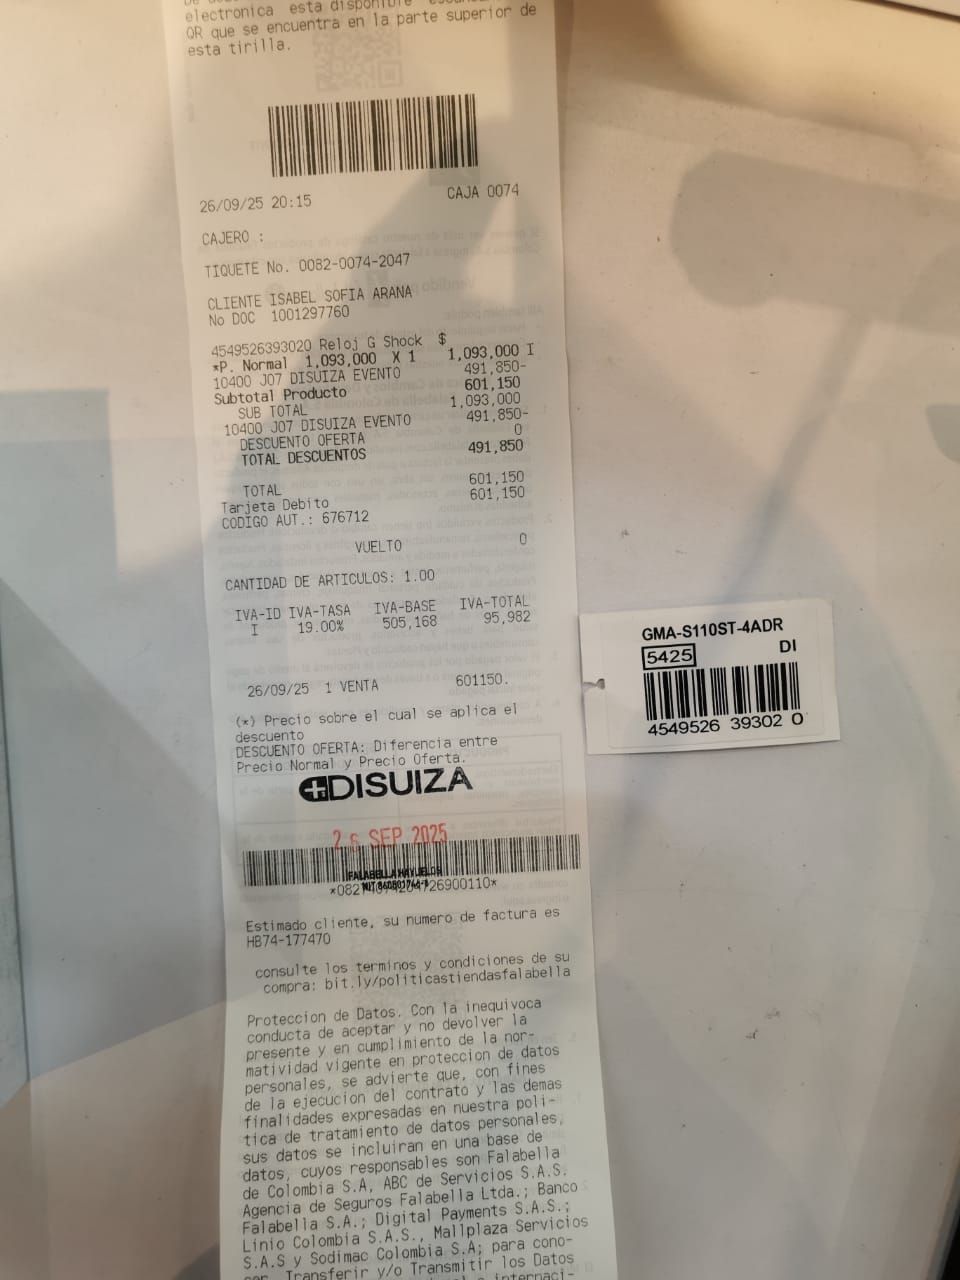 electronica esta disponible
QR que se encuentra en la parte superior de
esta tirilla.
26/09/25 20:15 CAJA 0074
CAJERO :
TIQUETE No. 0082-0074-2047
CLIENTE ISABEL SOFIA ARANA
No DOC 1001297760
4549526393020 Reloj G Shock $
*P. Normal 1,093,000 X 1 1,093,000 I
10400 J07 DISUIZA EVENTO 491,850-
Subtotal Producto 601,150
SUB TOTAL 1,093,000
10400 J07 DISUIZA EVENTO 491,850-
DESCUENTO OFERTA 0
TOTAL DESCUENTOS 491,850
TOTAL 601,150
Tarjeta Debito 601,150
CODIGO AUT.: 676712
VUELTO 0
CANTIDAD DE ARTICULOS: 1.00
IVA-ID IVA-TASA IVA-BASE IVA-TOTAL
I 19.00% 505,168 95,982
26/09/25 1 VENTA 601150.
(*) Precio sobre el cual se aplica el
descuento
DESCUENTO OFERTA: Diferencia entre
Precio Normal y Precio Oferta.
DISUIZA
26 SEP 2025
FALABELLA HAYUELOS
Estimado cliente, su numero de factura es
HB74-177470
consulte los terminos y condiciones de su
compra: bit.ly/politicastiendasfalabella
Proteccion de Datos. Con la inequivoca
conducta de aceptar y no devolver la
presente y en cumplimiento de la nor-
matividad vigente en proteccion de datos
personales, se advierte que, con fines
de la ejecucion del contrato y las demas
finalidades expresadas en nuestra poli-
tica de tratamiento de datos personales,
sus datos se incluiran en una base de
datos, cuyos responsables son Falabella
de Colombia S.A, ABC de Servicios S.A.S.
Agencia de Seguros Falabella Ltda.; Banco
Falabella S.A.; Digital Payments S.A.S.;
Linio Colombia S.A.S., Mallplaza Servicios
S.A.S y Sodimac Colombia S.A; para cono-
cer, Transferir y/o Transmitir los Datos
GMA-S110ST-4ADR
5425 DI
4549526 39302 0